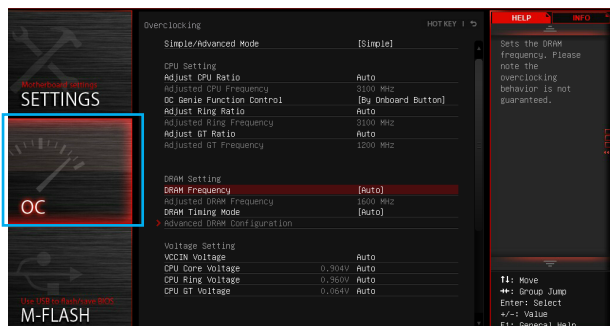 Motherboard settings
SETTINGS
OC
Use USB to flash/save BIOS
M-FLASH
Overclocking
HOT KEY |
Simple/Advanced Mode [Simple]
CPU Setting
Adjust CPU Ratio Auto
Adjusted CPU Frequency 3100 MHz
OC Genie Function Control [By Onboard Button]
Adjust Ring Ratio Auto
Adjusted Ring Frequency 3100 MHz
Adjust GT Ratio Auto
Adjusted GT Frequency 1200 MHz
DRAM Setting
DRAM Frequency [Auto]
Adjusted DRAM Frequency 1600 MHz
DRAM Timing Mode [Auto]
> Advanced DRAM Configuration
Voltage Setting
VCCIN Voltage Auto
CPU Core Voltage 0.904V Auto
CPU Ring Voltage 0.960V Auto
CPU GT Voltage 0.064V Auto
HELP INFO
Sets the DRAM
frequency. Please
note the
overclocking
behavior is not
guaranteed.
↑↓: Move
→←: Group Jump
Enter: Select
+/-: Value
F1: General Help